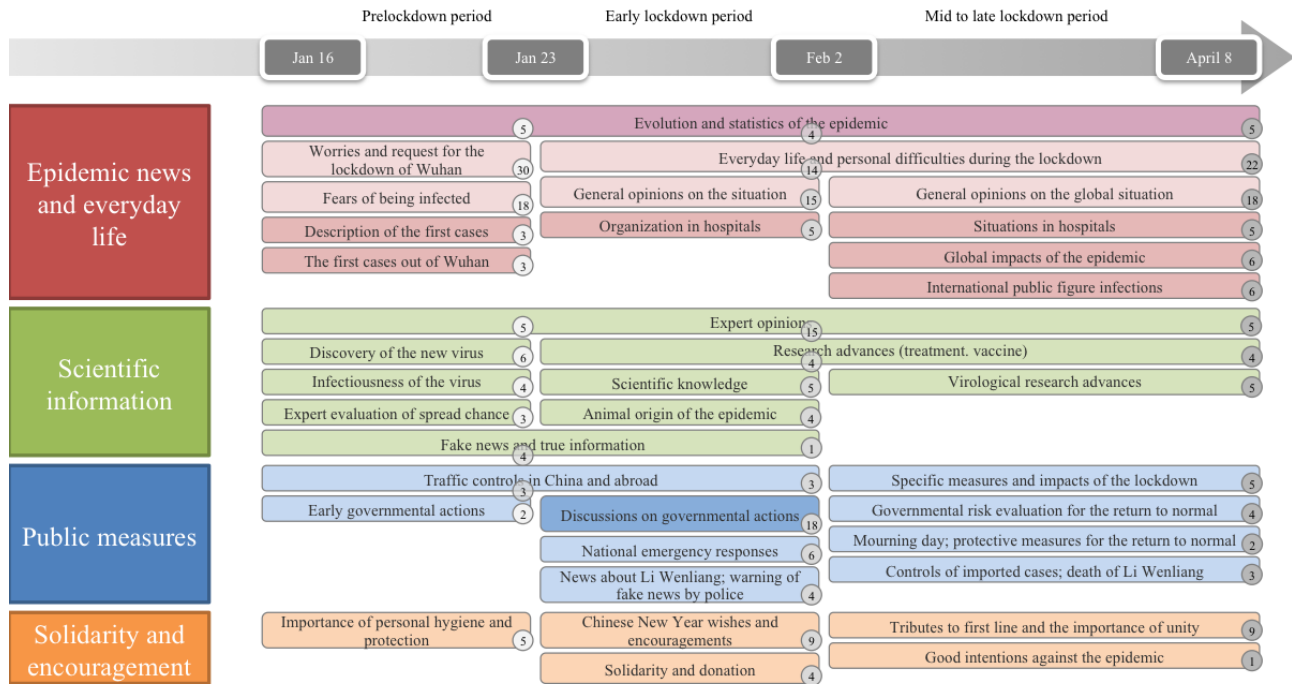 Prelockdown period
Early lockdown period
Mid to late lockdown period
Jan 16
Jan 23
Feb 2
April 8
Epidemic news
and everyday
life
Evolution and statistics of the epidemic
5
4
5
Worries and request for the
lockdown of Wuhan
30
Everyday life and personal difficulties during the lockdown
14
22
Fears of being infected
18
General opinions on the situation
15
General opinions on the global situation
18
Description of the first cases
3
Organization in hospitals
5
Situations in hospitals
5
The first cases out of Wuhan
3
Global impacts of the epidemic
6
International public figure infections
6
Scientific
information
Expert opinions
5
15
5
Discovery of the new virus
6
Research advances (treatment. vaccine)
4
4
Infectiousness of the virus
4
Scientific knowledge
5
Virological research advances
5
Expert evaluation of spread chance
3
Animal origin of the epidemic
4
Fake news and true information
4
1
Public measures
Traffic controls in China and abroad
3
3
Specific measures and impacts of the lockdown
5
Early governmental actions
2
Discussions on governmental actions
18
Governmental risk evaluation for the return to normal
4
National emergency responses
6
Mourning day; protective measures for the return to normal
2
News about Li Wenliang; warning of
fake news by police
4
Controls of imported cases; death of Li Wenliang
3
Solidarity and
encouragement
Importance of personal hygiene and
protection
5
Chinese New Year wishes and
encouragements
9
Tributes to first line and the importance of unity
9
Solidarity and donation
4
Good intentions against the epidemic
1